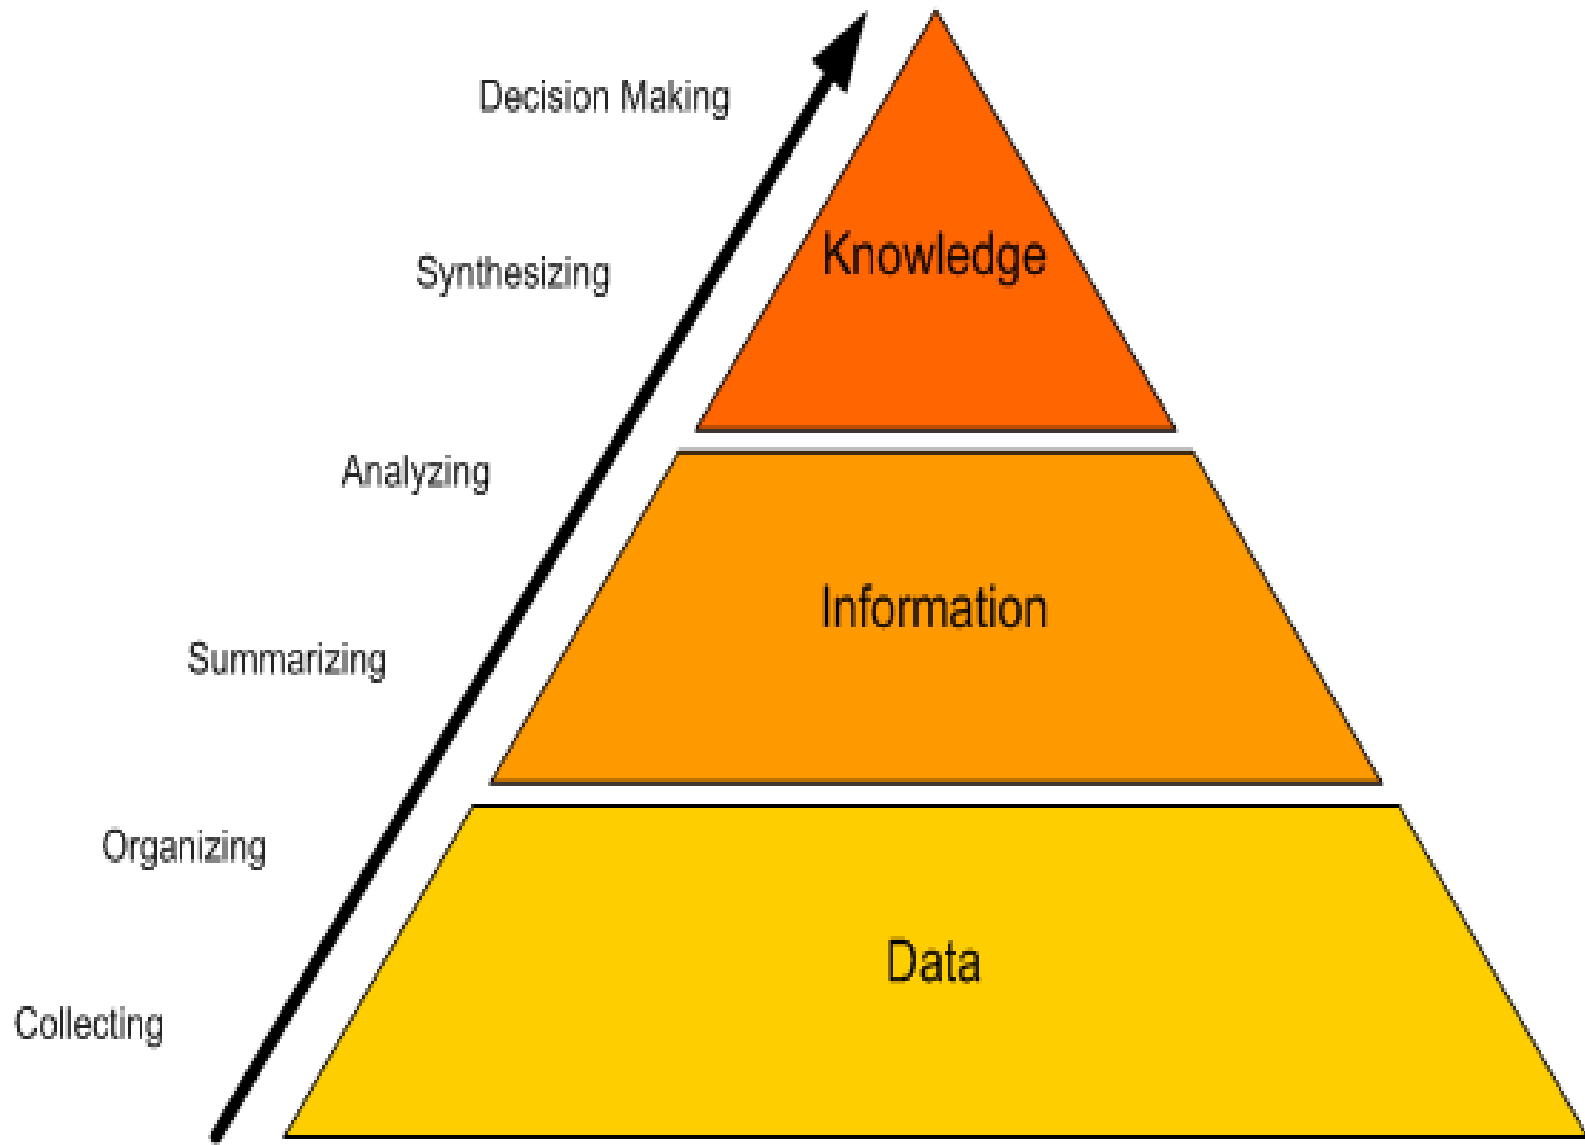 Decision Making
Synthesizing
Knowledge
Analyzing
Information
Summarizing
Organizing
Data
Collecting